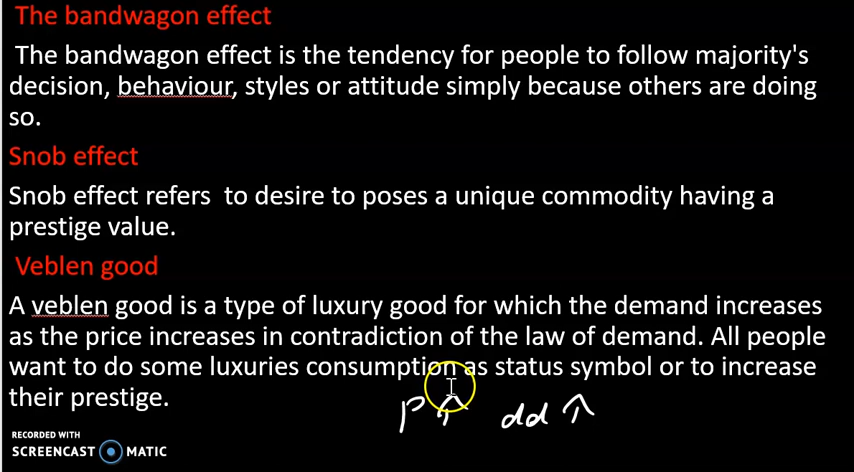 The bandwagon effect
The bandwagon effect is the tendency for people to follow majority's
decision, behaviour, styles or attitude simply because others are doing
so.
Snob effect
Snob effect refers to desire to poses a unique commodity having a
prestige value.
Veblen good
A veblen good is a type of luxury good for which the demand increases
as the price increases in contradiction of the law of demand. All people
want to do some luxuries consumption as status symbol or to increase
their prestige.
P ↑ dd ↑
RECORDED WITH
SCREENCAST MATIC